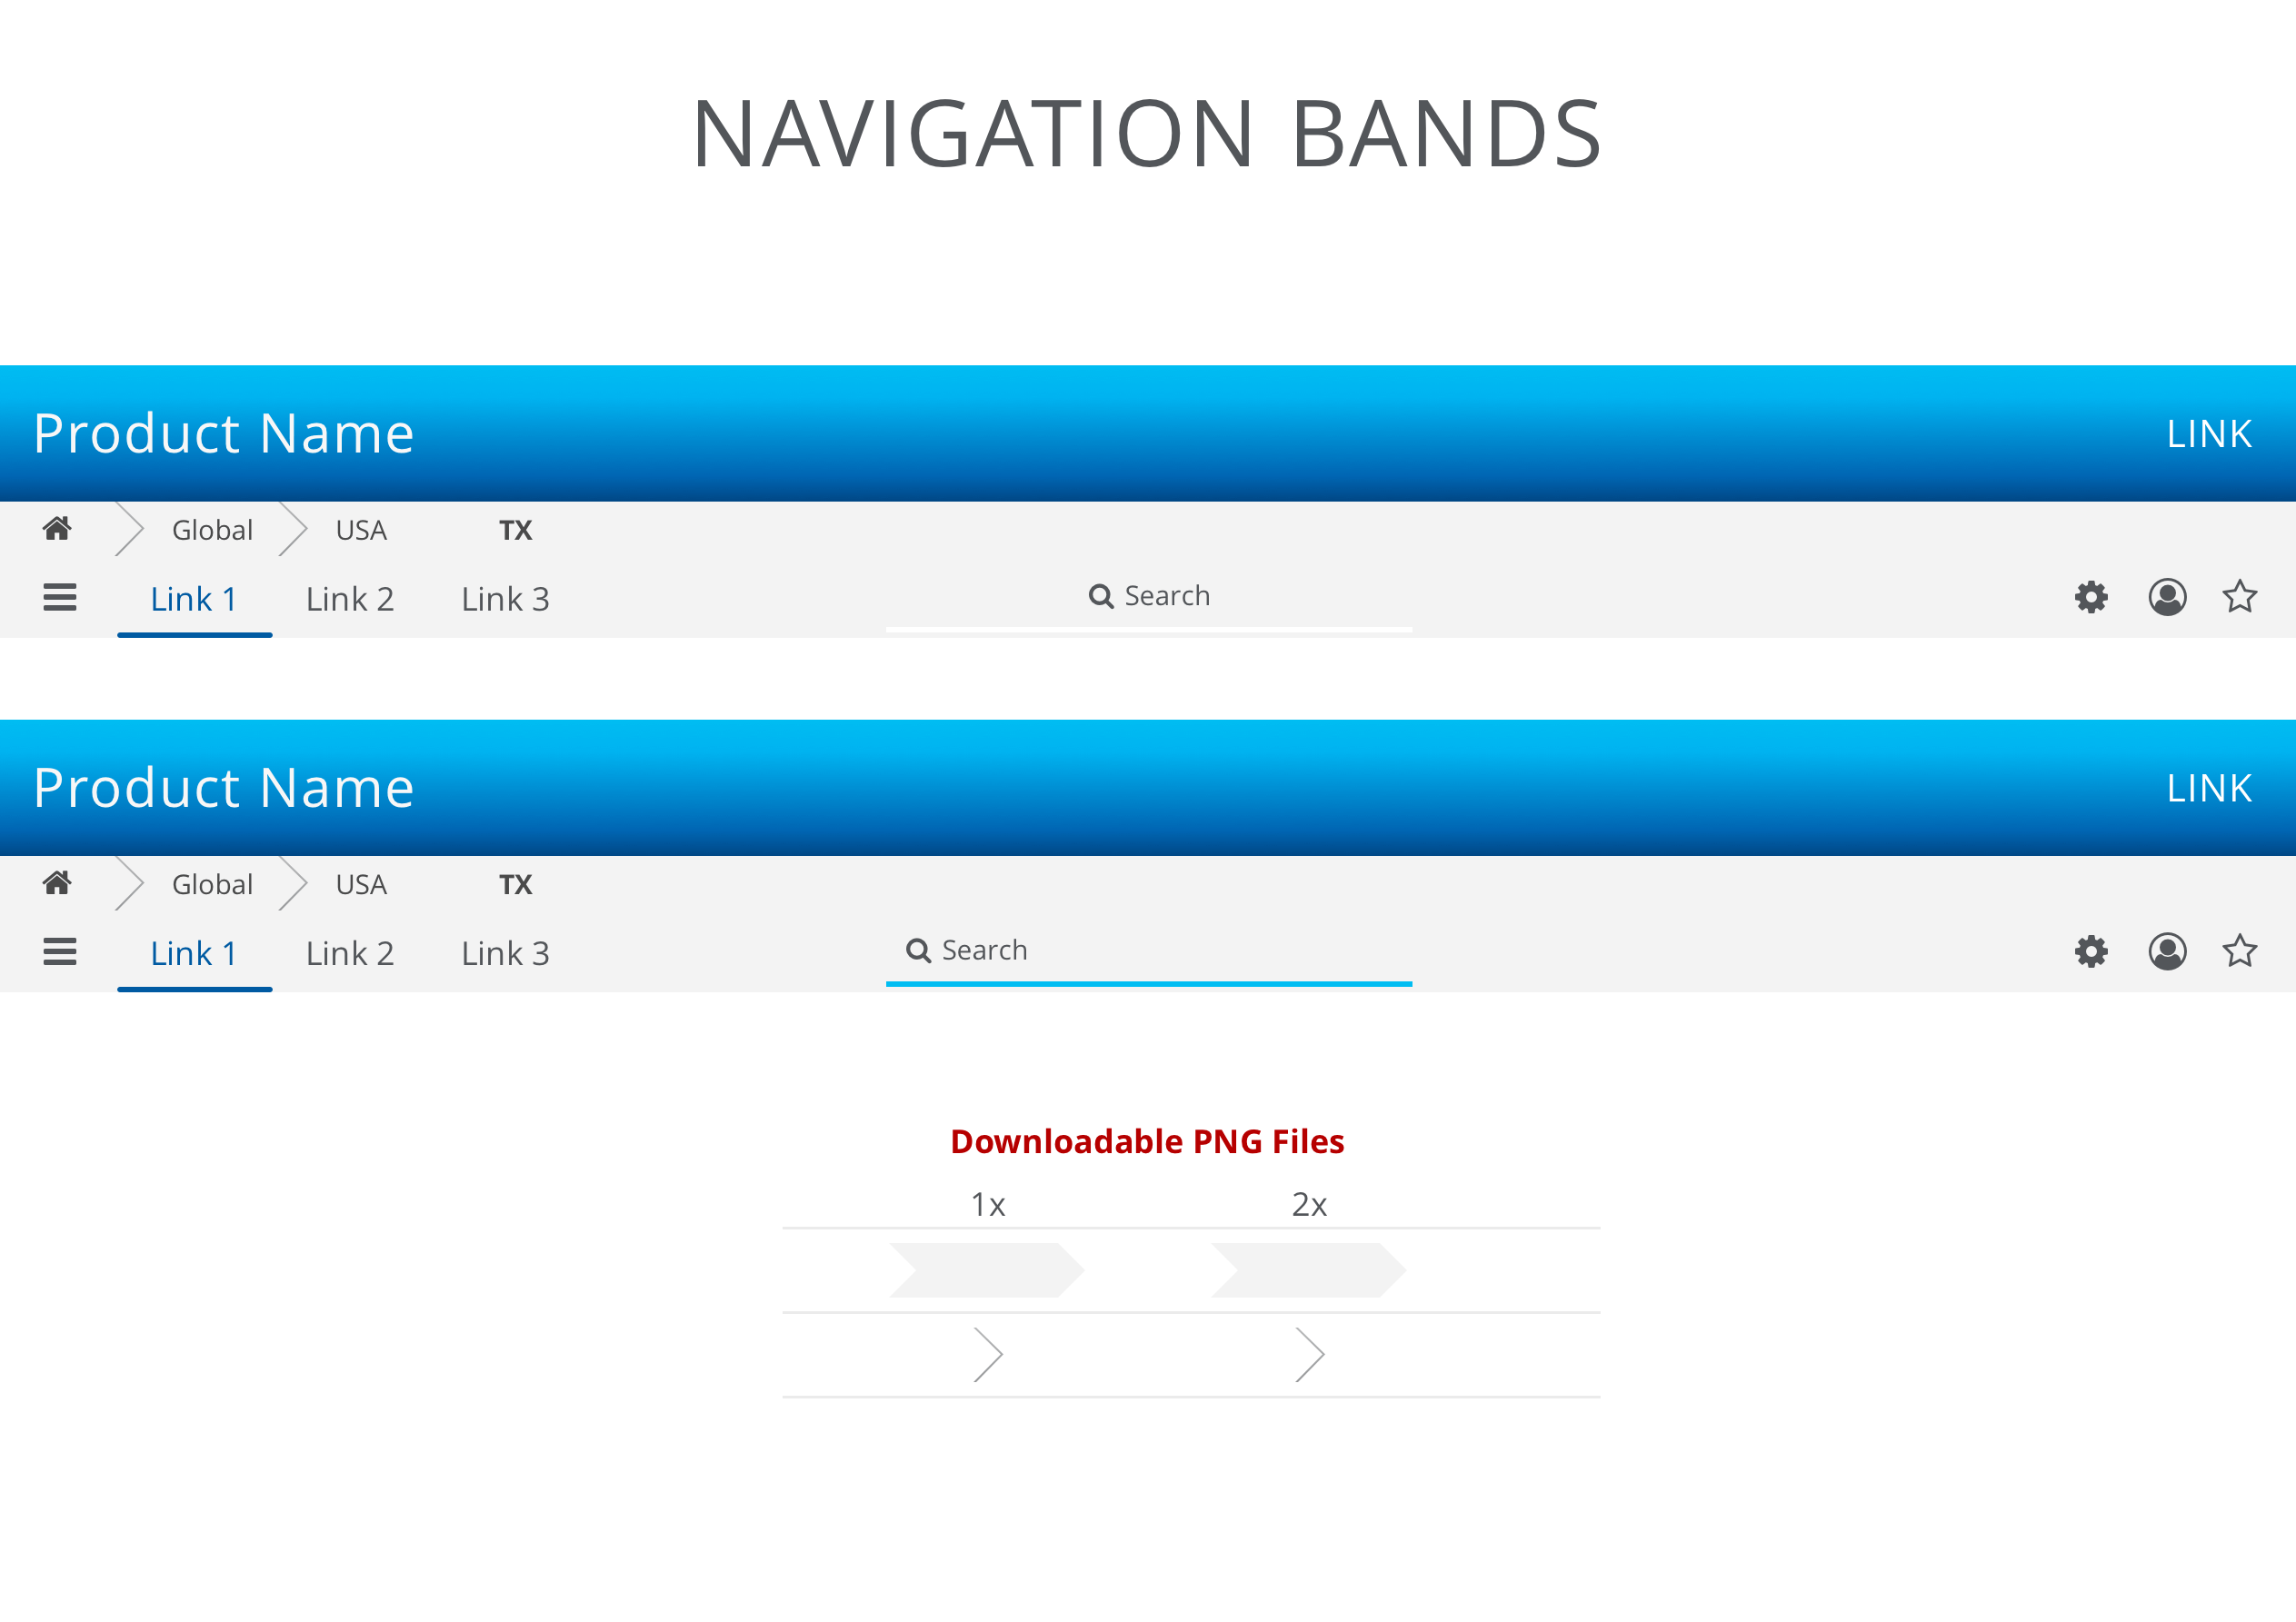 NAVIGATION BANDS
Product Name LINK
Global USA TX
Link 1 Link 2 Link 3 Search
Product Name LINK
Global USA TX
Link 1 Link 2 Link 3 Search
Downloadable PNG Files
1x 2x